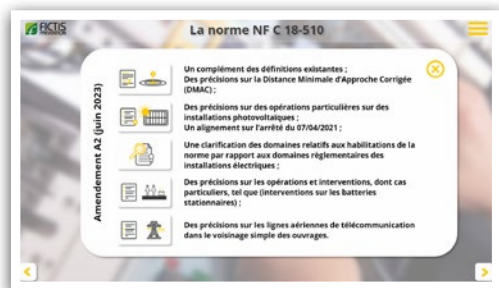 FICTIS
La norme NF C 18-510
Amendement A2 (juin 2023)
Un complément des définitions existantes ;
Des précisions sur la Distance Minimale d'Approche Corrigée
(DMAC) ;
Des précisions sur des opérations particulières sur des
installations photovoltaïques ;
Un alignement sur l'arrêté du 07/04/2021 ;
Une clarification des domaines relatifs aux habilitations de la
norme par rapport aux domaines réglementaires des
installations électriques ;
Des précisions sur les opérations et interventions, dont cas
particuliers, tel que (interventions sur les batteries
stationnaires) ;
Des précisions sur les lignes aériennes de télécommunication
dans le voisinage simple des ouvrages.